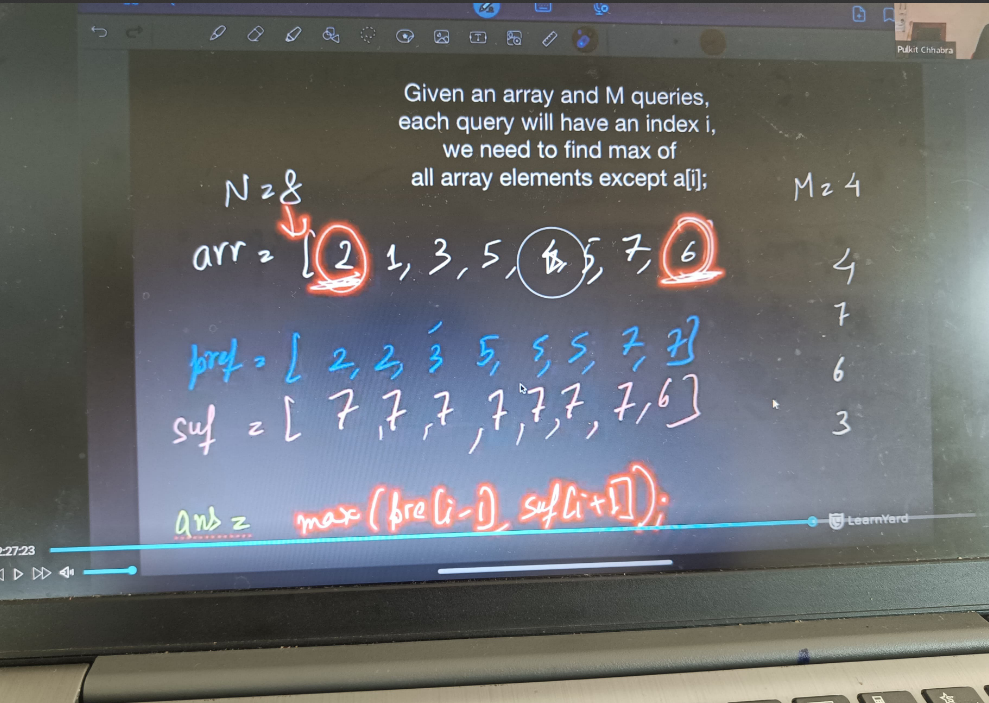 Pulkit Chhabra
Given an array and M queries,
each query will have an index i,
we need to find max of
all array elements except a[i];
N = 8
M = 4
arr = [ 2 1, 3, 5, 5, 7, 6
4
7
pref = [ 2, 2, 3 5, 5, 5, 7, 7]
6
suf = [ 7, 7, 7, 7, 7, 7, 7, 6 ]
3
ans = max (pre[i-1], suf[i+1]);
LearnYard
2:27:23